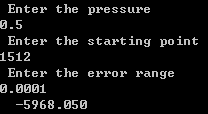 Enter the pressure
0.5
Enter the starting point
1512
Enter the error range
0.0001
-5968.050